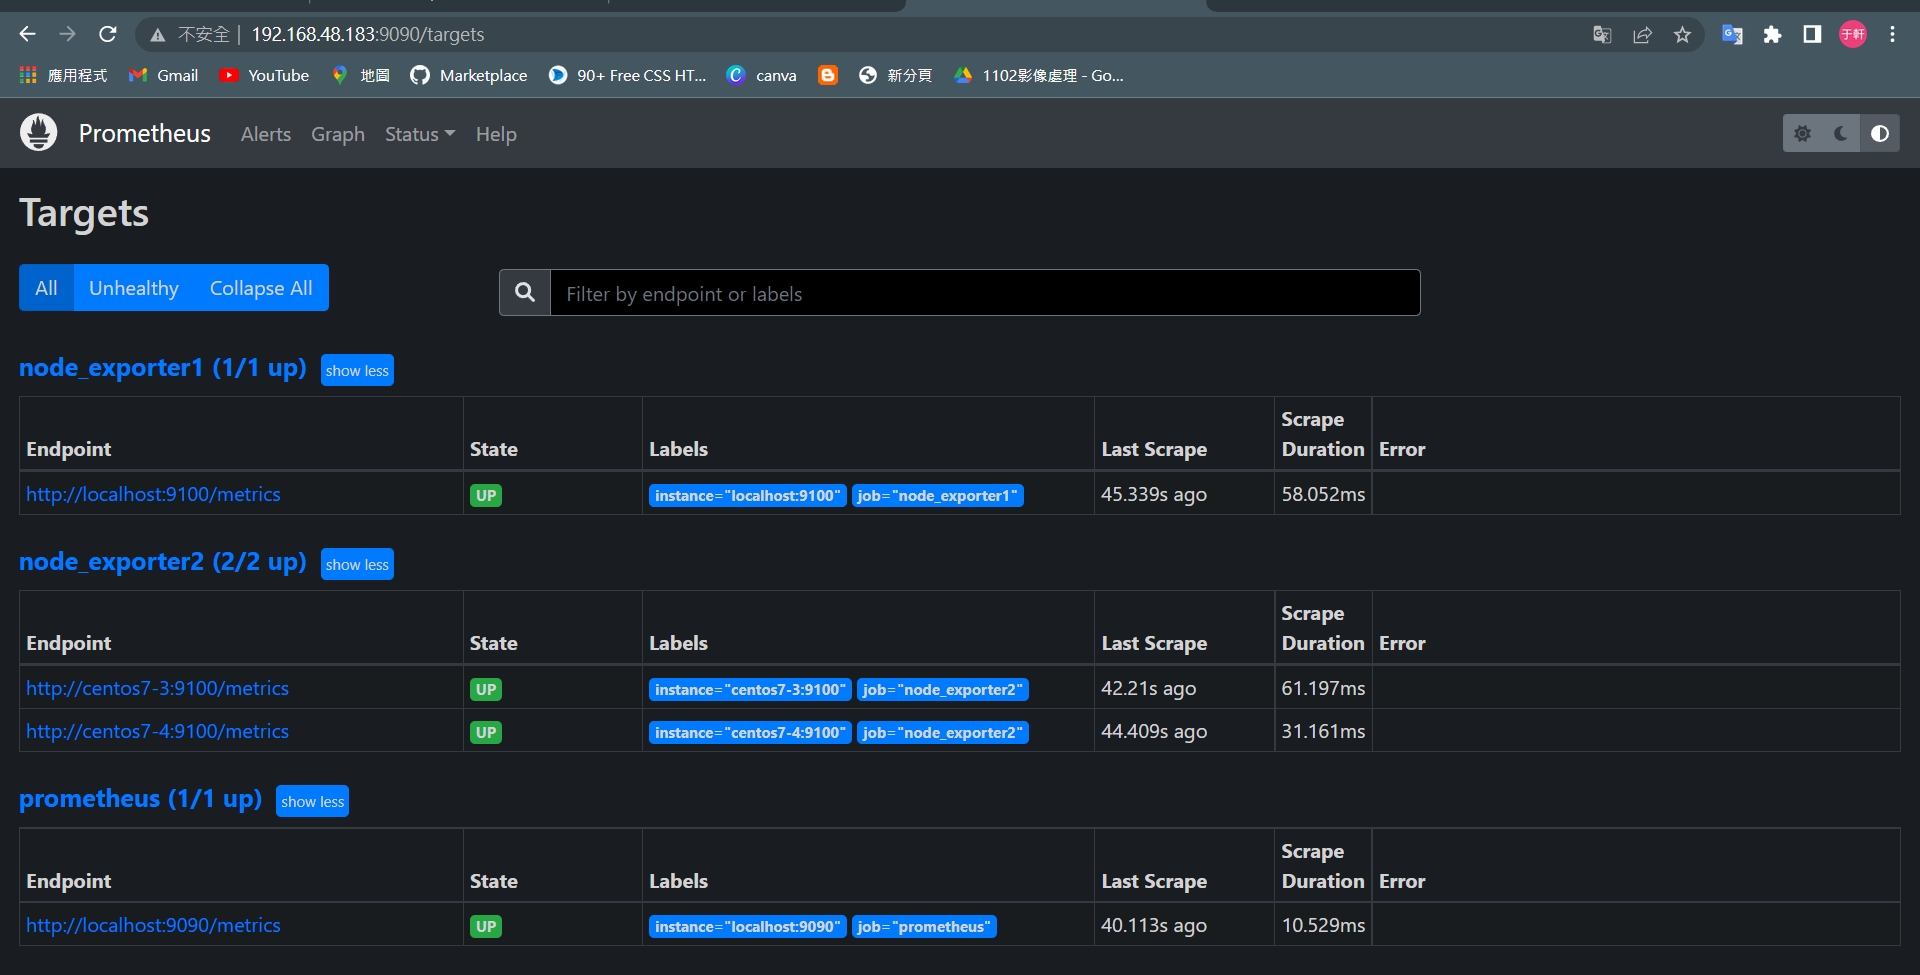 不安全 | 192.168.48.183:9090/targets
于軒
應用程式 Gmail YouTube 地圖 Marketplace 90+ Free CSS HT... canva 新分頁 1102影像處理 - Go...
Prometheus Alerts Graph Status Help
Targets
All Unhealthy Collapse All Filter by endpoint or labels
node_exporter1 (1/1 up) show less
Endpoint State Labels Last Scrape Scrape Duration Error
http://localhost:9100/metrics UP instance="localhost:9100" job="node_exporter1" 45.339s ago 58.052ms
node_exporter2 (2/2 up) show less
Endpoint State Labels Last Scrape Scrape Duration Error
http://centos7-3:9100/metrics UP instance="centos7-3:9100" job="node_exporter2" 42.21s ago 61.197ms
http://centos7-4:9100/metrics UP instance="centos7-4:9100" job="node_exporter2" 44.409s ago 31.161ms
prometheus (1/1 up) show less
Endpoint State Labels Last Scrape Scrape Duration Error
http://localhost:9090/metrics UP instance="localhost:9090" job="prometheus" 40.113s ago 10.529ms